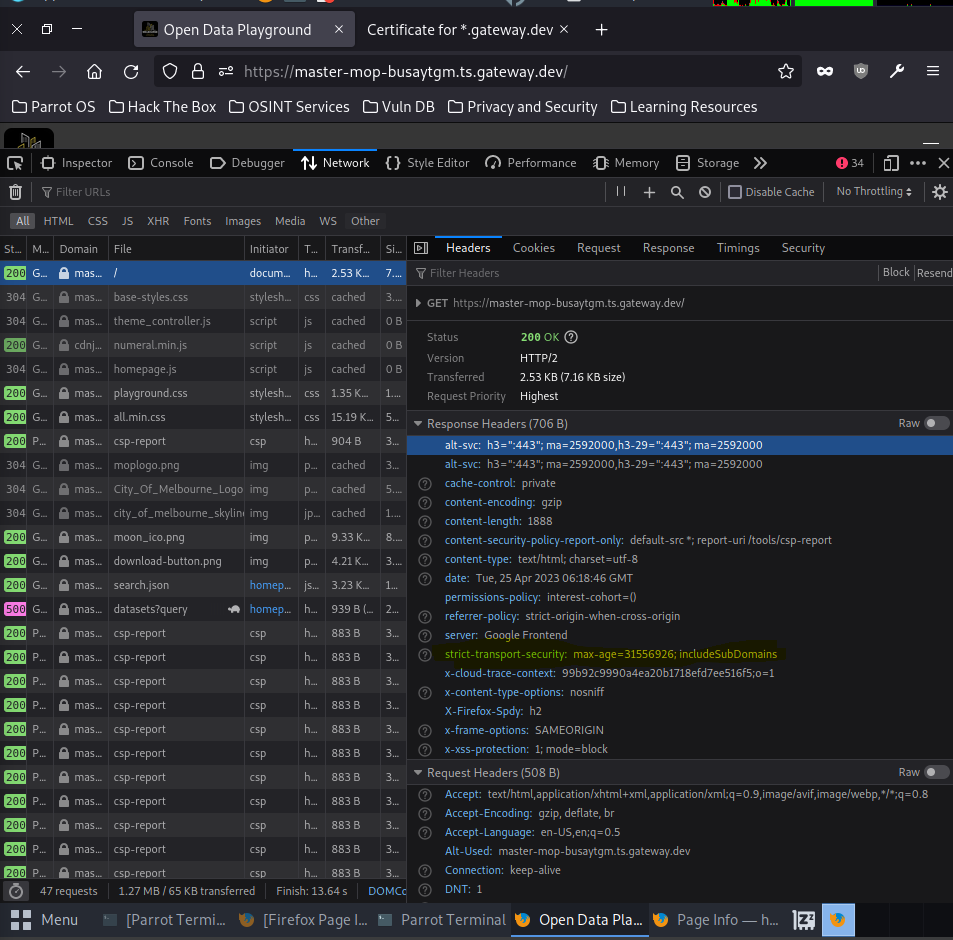 Open Data Playground
Certificate for *.gateway.dev
https://master-mop-busaytgm.ts.gateway.dev/
Parrot OS Hack The Box OSINT Services Vuln DB Privacy and Security Learning Resources
Inspector Console Debugger Network Style Editor Performance Memory Storage 34
Filter URLs Disable Cache No Throttling
All HTML CSS JS XHR Fonts Images Media WS Other
St... M... Domain File Initiator T... Transf... Si...
200 G... mas... / docum... h... 2.53 K... 7....
304 G... mas... base-styles.css stylesh... css cached 3....
304 G... mas... theme_controller.js script js cached 0 B
200 G... cdnj... numeral.min.js script js cached 0 B
304 G... mas... homepage.js script js cached 0 B
200 G... mas... playground.css stylesh... css 1.35 K... 1....
200 G... mas... all.min.css stylesh... css 15.19 K... 5....
200 P... mas... csp-report csp h... 904 B 3...
304 G... mas... moplogo.png img p... cached 3....
304 G... mas... City_Of_Melbourne_Logo img p... cached 5....
304 G... mas... city_of_melbourne_skyline img jp... cached 1....
200 G... mas... moon_ico.png img p... 9.33 K... 8....
200 G... mas... download-button.png img p... 4.21 K... 3....
200 G... mas... search.json homep... js... 3.23 K... 1....
500 G... mas... datasets?query homep... h... 939 B (... 2...
200 P... mas... csp-report csp h... 883 B 3...
200 P... mas... csp-report csp h... 883 B 3...
200 P... mas... csp-report csp h... 883 B 3...
200 P... mas... csp-report csp h... 883 B 3...
200 P... mas... csp-report csp h... 883 B 3...
200 P... mas... csp-report csp h... 883 B 3...
200 P... mas... csp-report csp h... 883 B 3...
200 P... mas... csp-report csp h... 883 B 3...
200 P... mas... csp-report csp h... 883 B 3...
200 P... mas... csp-report csp h... 883 B 3...
200 P... mas... csp-report csp h... 883 B 3...
47 requests 1.27 MB / 65 KB transferred Finish: 13.64 s DOMCo
Headers Cookies Request Response Timings Security
Filter Headers Block Resend
GET https://master-mop-busaytgm.ts.gateway.dev/
Status 200 OK
Version HTTP/2
Transferred 2.53 KB (7.16 KB size)
Request Priority Highest
Response Headers (706 B) Raw
alt-svc: h3=":443"; ma=2592000,h3-29=":443"; ma=2592000
alt-svc: h3=":443"; ma=2592000,h3-29=":443"; ma=2592000
cache-control: private
content-encoding: gzip
content-length: 1888
content-security-policy-report-only: default-src *; report-uri /tools/csp-report
content-type: text/html; charset=utf-8
date: Tue, 25 Apr 2023 06:18:46 GMT
permissions-policy: interest-cohort=()
referrer-policy: strict-origin-when-cross-origin
server: Google Frontend
strict-transport-security: max-age=31556926; includeSubDomains
x-cloud-trace-context: 99b92c9990a4ea20b1718efd7ee516f5;o=1
x-content-type-options: nosniff
X-Firefox-Spdy: h2
x-frame-options: SAMEORIGIN
x-xss-protection: 1; mode=block
Request Headers (508 B) Raw
Accept: text/html,application/xhtml+xml,application/xml;q=0.9,image/avif,image/webp,*/*;q=0.8
Accept-Encoding: gzip, deflate, br
Accept-Language: en-US,en;q=0.5
Alt-Used: master-mop-busaytgm.ts.gateway.dev
Connection: keep-alive
DNT: 1
Menu [Parrot Termi... [Firefox Page I... Parrot Terminal Open Data Pla... Page Info — h...